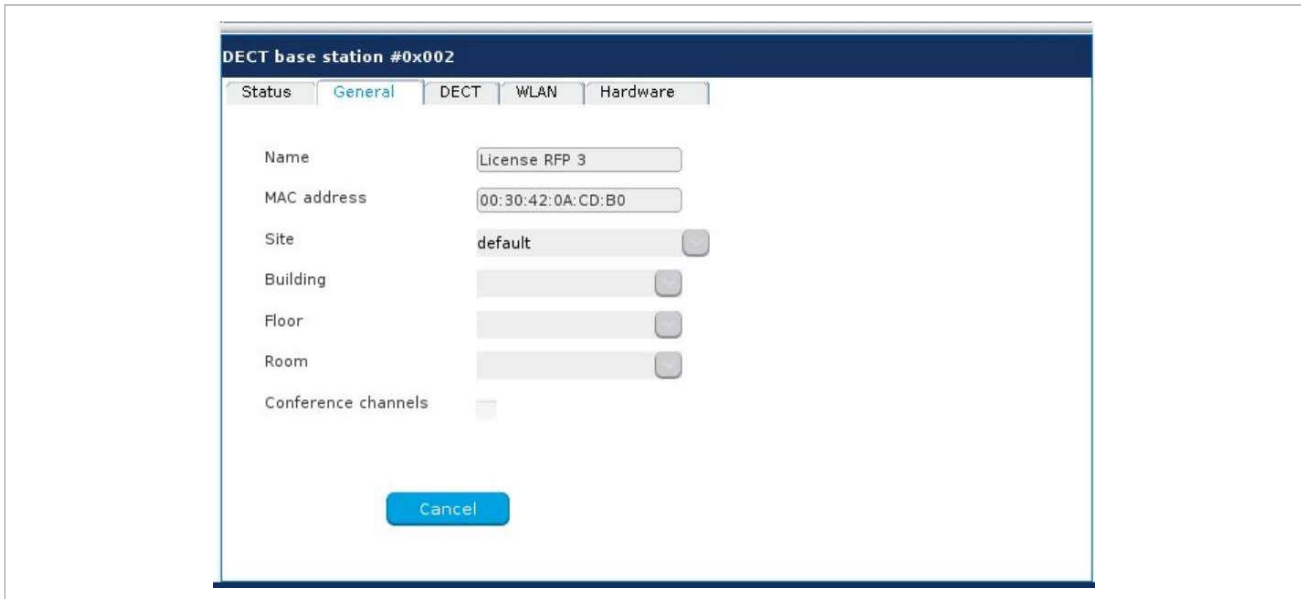 DECT base station #0x002
Status General DECT WLAN Hardware
Name License RFP 3
MAC address 00:30:42:0A:CD:B0
Site default
Building
Floor
Room
Conference channels
Cancel